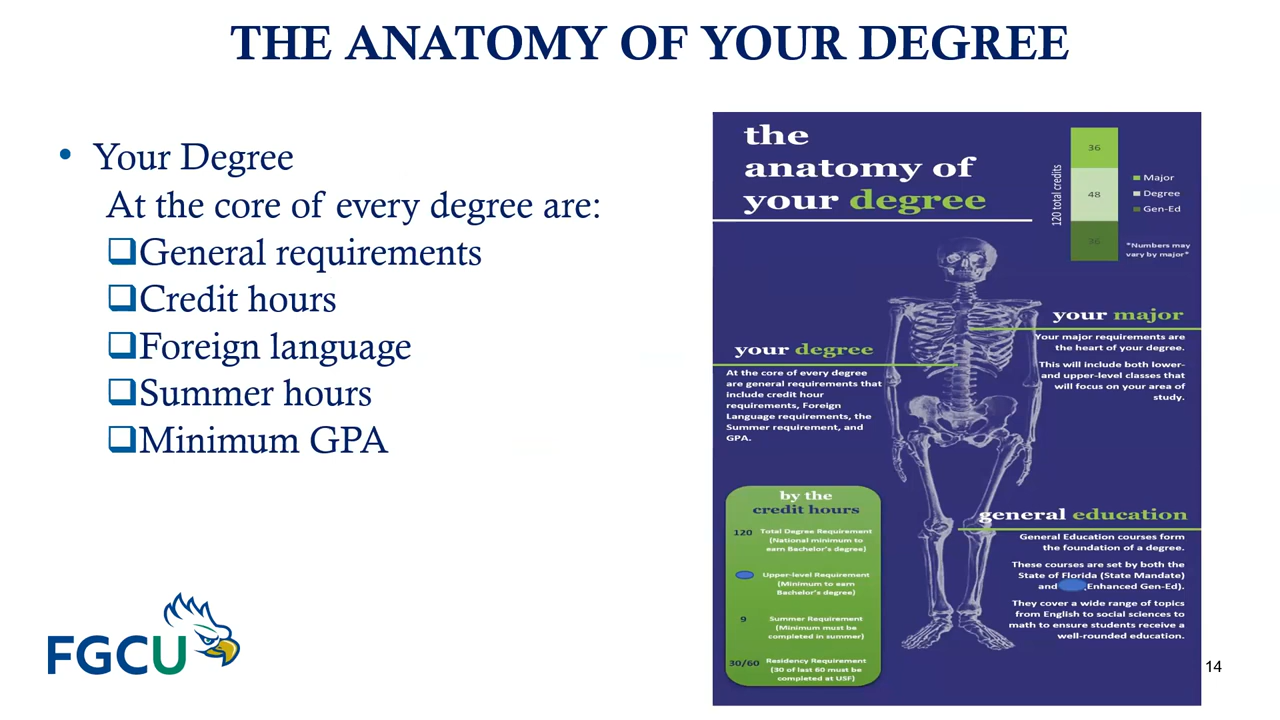 THE ANATOMY OF YOUR DEGREE
• Your Degree
At the core of every degree are:
❑General requirements
❑Credit hours
❑Foreign language
❑Summer hours
❑Minimum GPA
FGCU
the
anatomy of
your degree
120 total credits
36
48
36
Major
Degree
Gen-Ed
*Numbers may
vary by major*
your major
Your major requirements are
the heart of your degree.
This will include both lower-
and upper-level classes that
will focus on your area of
study.
your degree
At the core of every degree
are general requirements that
include credit hour
requirements, Foreign
Language requirements, the
Summer requirement, and
GPA.
by the
credit hours
120 Total Degree Requirement
(National minimum to
earn Bachelor's degree)
Upper-level Requirement
(Minimum to earn
Bachelor's degree)
9 Summer Requirement
(Minimum must be
completed in summer)
30/60 Residency Requirement
(30 of last 60 must be
completed at USF)
general education
General Education courses form
the foundation of a degree.
These courses are set by both the
State of Florida (State Mandate)
and (Enhanced Gen-Ed).
They cover a wide range of topics
from English to social sciences to
math to ensure students receive a
well-rounded education.
14